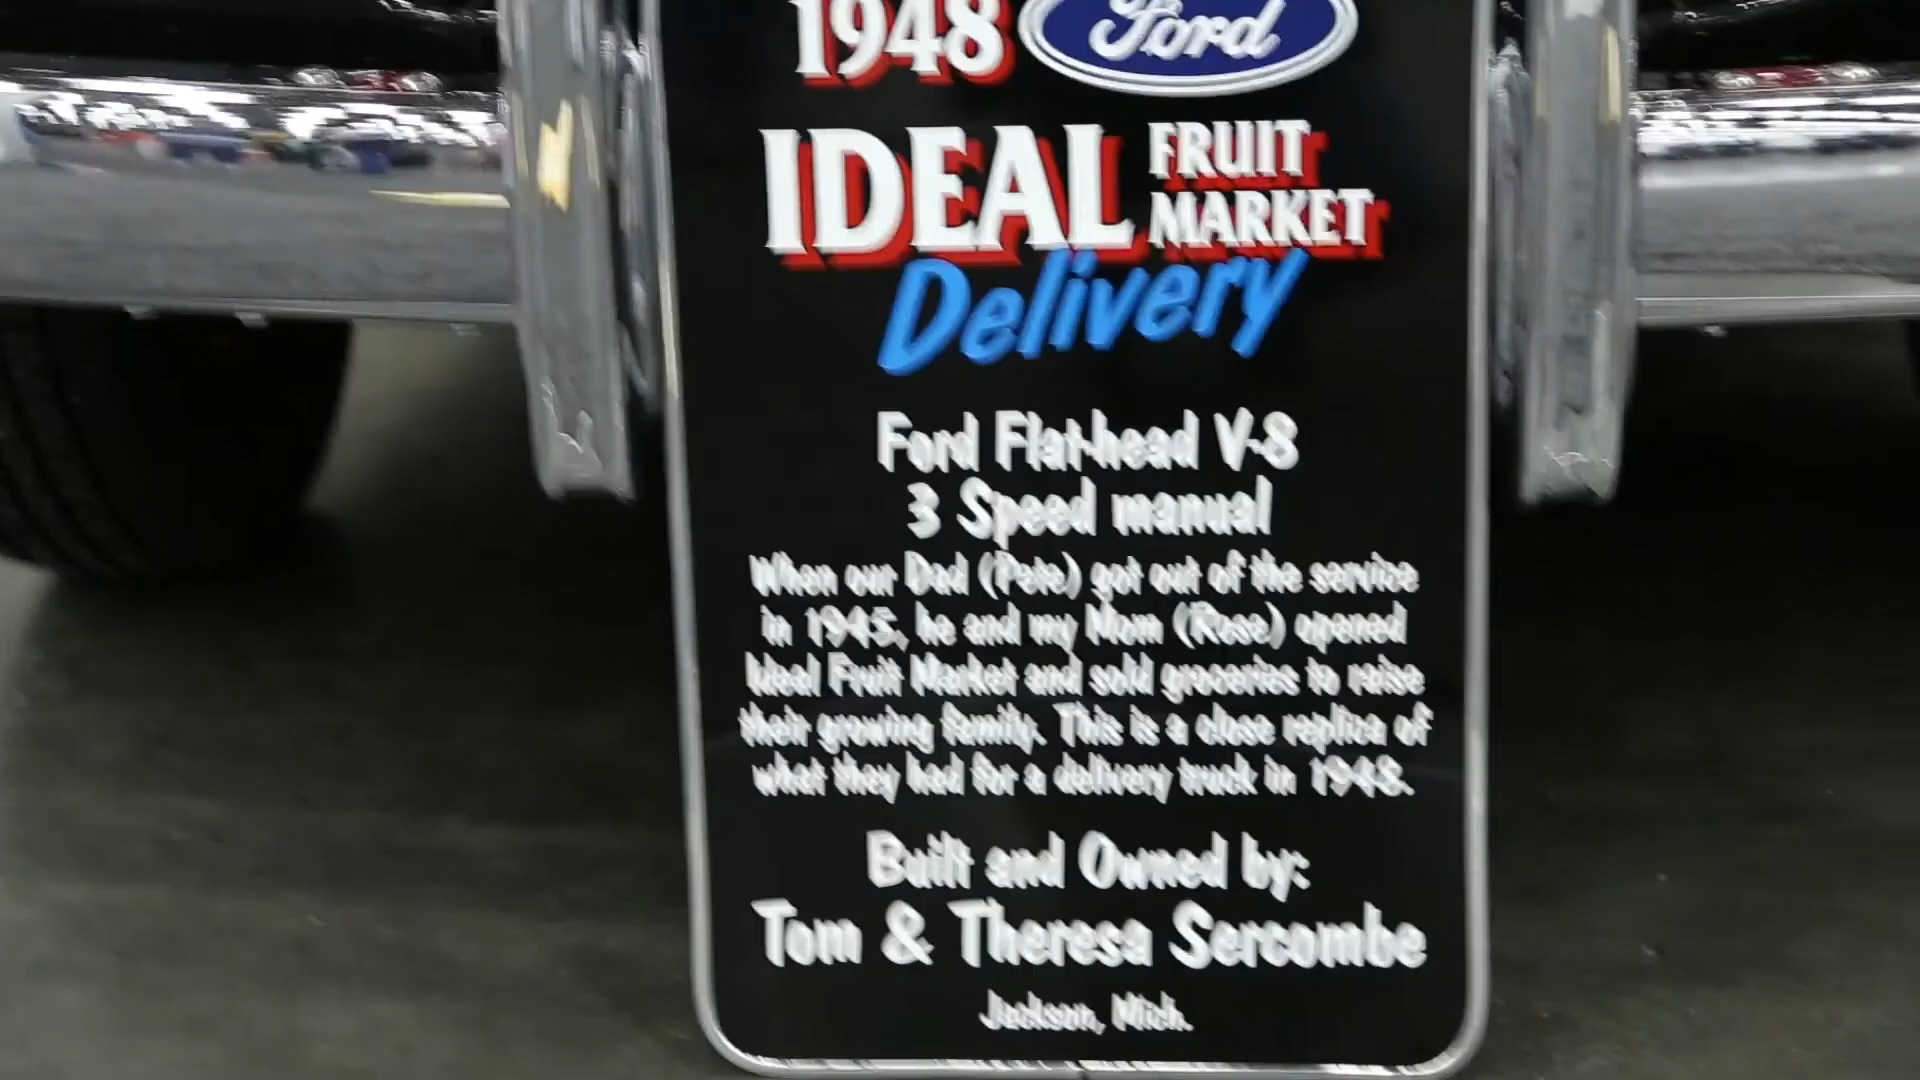 1948 Ford
IDEAL FRUIT
MARKET
Delivery
Ford Flat-head V-8
3 Speed manual
When our Dad (Pete) got out of the service
in 1945, he and my Mom (Rose) opened
Ideal Fruit Market and sold groceries to raise
their growing family. This is a close replica of
what they had for a delivery truck in 1948.
Built and Owned by:
Tom & Theresa Sercombe
Jackson, Mich.